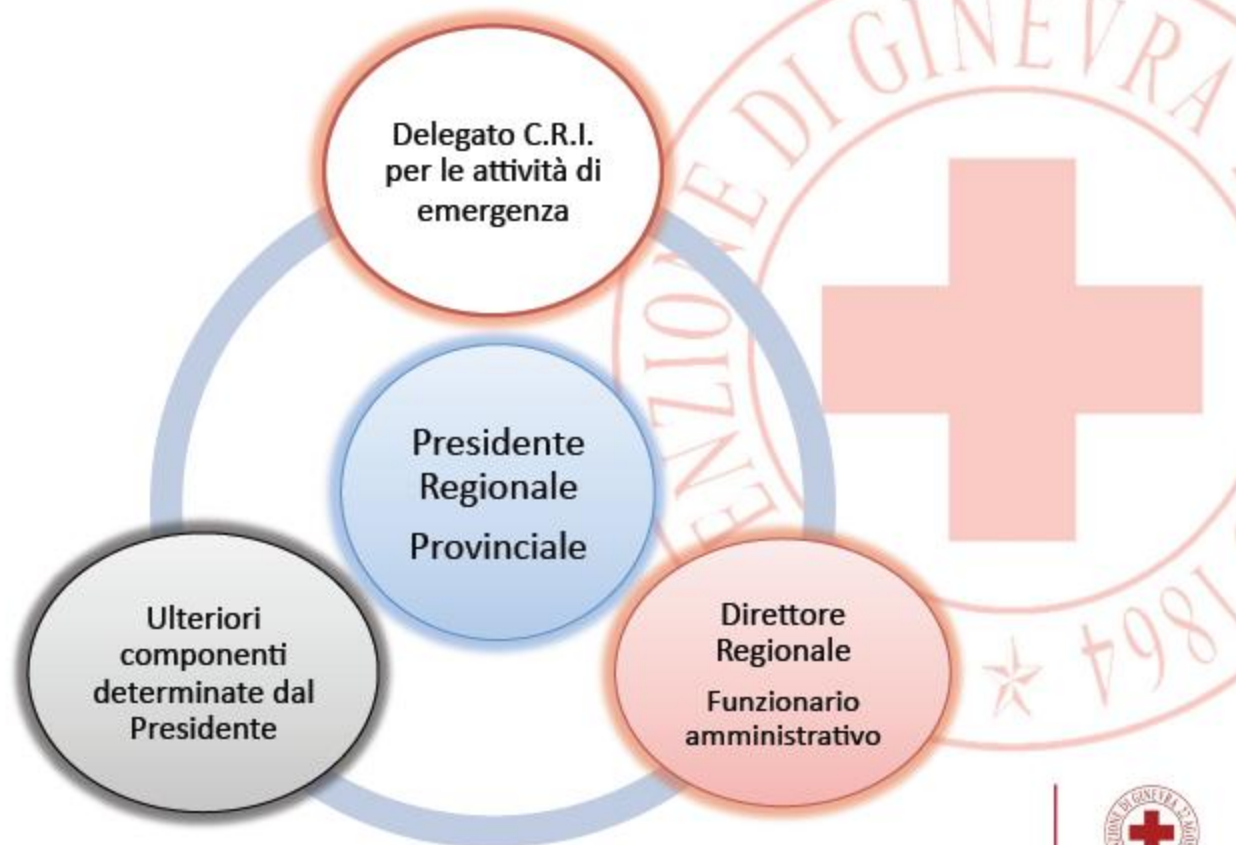 Delegato C.R.I.
per le attività di
emergenza
Presidente
Regionale
Provinciale
Ulteriori
componenti
determinate dal
Presidente
Direttore
Regionale
Funzionario
amministrativo
ENZIONE DI GINEVRA
1864